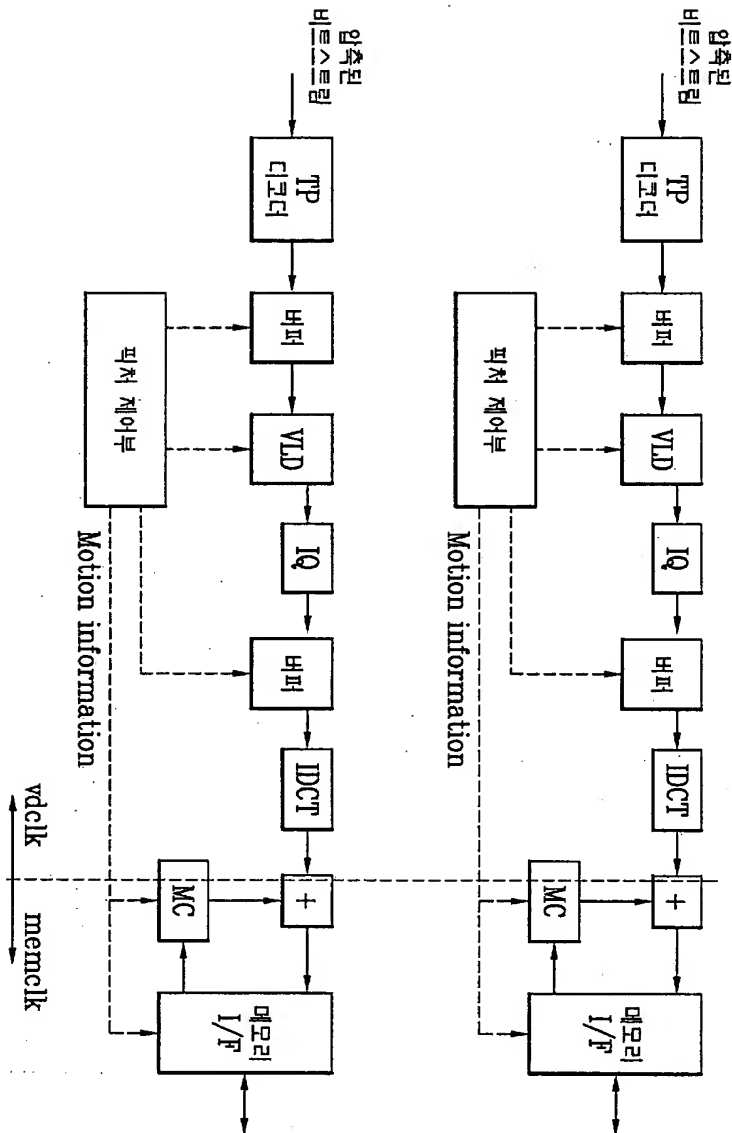 압축된
비트스트림
TP
디코더
버퍼
VLD
IQ
버퍼
IDCT
+
픽처 제어부
Motion information
MC
메모리
I/F
압축된
비트스트림
TP
디코더
버퍼
VLD
IQ
버퍼
IDCT
+
픽처 제어부
Motion information
MC
메모리
I/F
vdclk
memclk